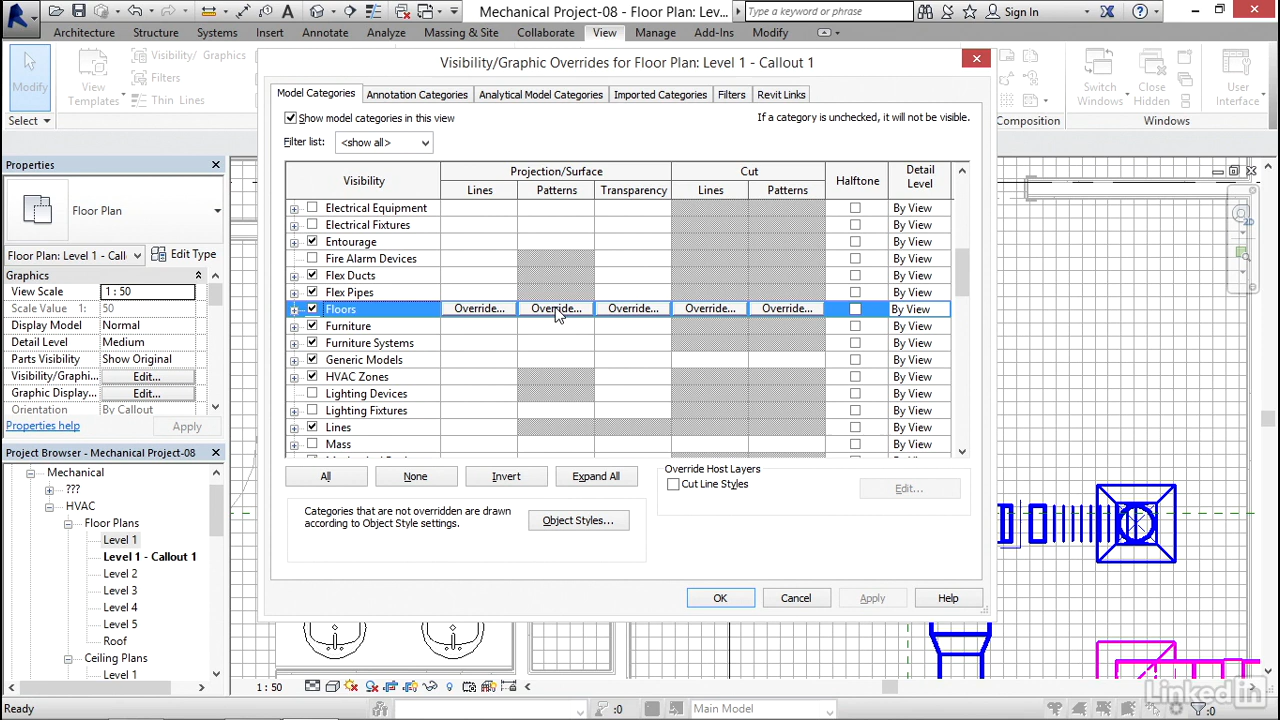 Mechanical Project-08 - Floor Plan: Lev...
Type a keyword or phrase
Sign In
Architecture Structure Systems Insert Annotate Analyze Massing & Site Collaborate View Manage Add-Ins Modify
Modify
View
Templates
Visibility/ Graphics
Filters
Thin Lines
Switch
Windows
Close
Hidden
User
Interface
Select
Composition
Windows
Properties
Floor Plan
Floor Plan: Level 1 - Call
Edit Type
Graphics
View Scale 1 : 50
Scale Value 1: 50
Display Model Normal
Detail Level Medium
Parts Visibility Show Original
Visibility/Graphi... Edit...
Graphic Display... Edit...
Orientation By Callout
Properties help
Apply
Project Browser - Mechanical Project-08
Mechanical
???
HVAC
Floor Plans
Level 1
Level 1 - Callout 1
Level 2
Level 3
Level 4
Level 5
Roof
Ceiling Plans
Level 1
Visibility/Graphic Overrides for Floor Plan: Level 1 - Callout 1
Model Categories Annotation Categories Analytical Model Categories Imported Categories Filters Revit Links
Show model categories in this view
If a category is unchecked, it will not be visible.
Filter list: <show all>
Visibility
Projection/Surface
Cut
Halftone
Detail
Level
Lines Patterns Transparency Lines Patterns
Electrical Equipment By View
Electrical Fixtures By View
Entourage By View
Fire Alarm Devices By View
Flex Ducts By View
Flex Pipes By View
Floors Override... Override... Override... Override... Override... By View
Furniture By View
Furniture Systems By View
Generic Models By View
HVAC Zones By View
Lighting Devices By View
Lighting Fixtures By View
Lines By View
Mass By View
All None Invert Expand All
Override Host Layers
Cut Line Styles
Edit...
Categories that are not overridden are drawn
according to Object Style settings.
Object Styles...
OK Cancel Apply Help
2D
1 : 50
Ready
:0
Main Model
:0
Linked in